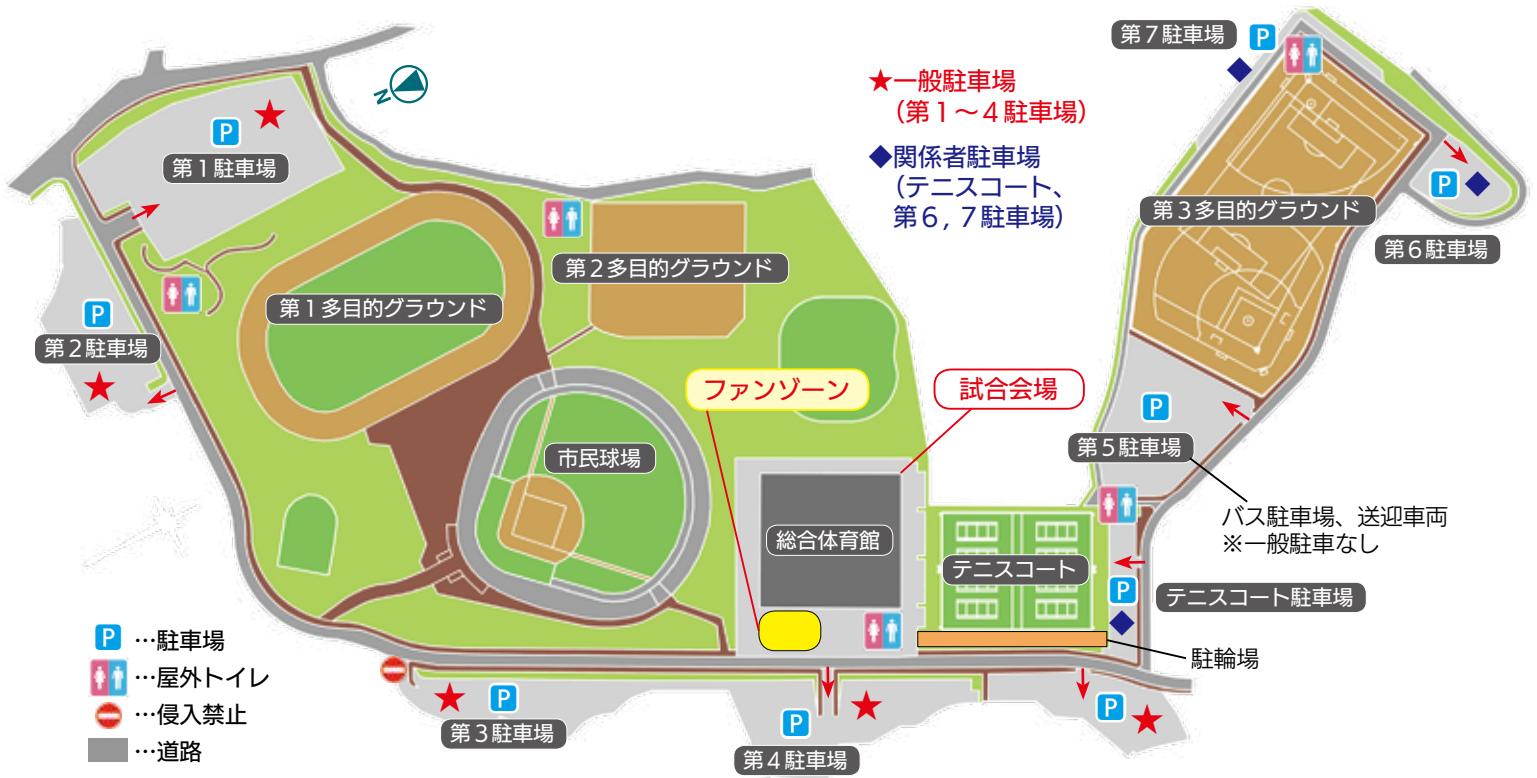 第7駐車場
P
★一般駐車場
(第1〜4駐車場)
◆関係者駐車場
(テニスコート、
第6, 7駐車場)
N
P
第1駐車場
P
第2駐車場
第1多目的グラウンド
第2多目的グラウンド
第3多目的グラウンド
P
第6駐車場
ファンゾーン
試合会場
P
第5駐車場
バス駐車場、送迎車両
※一般駐車なし
市民球場
総合体育館
テニスコート
P
テニスコート駐車場
駐輪場
P
第3駐車場
P
第4駐車場
P
P…駐車場
…屋外トイレ
…侵入禁止
…道路